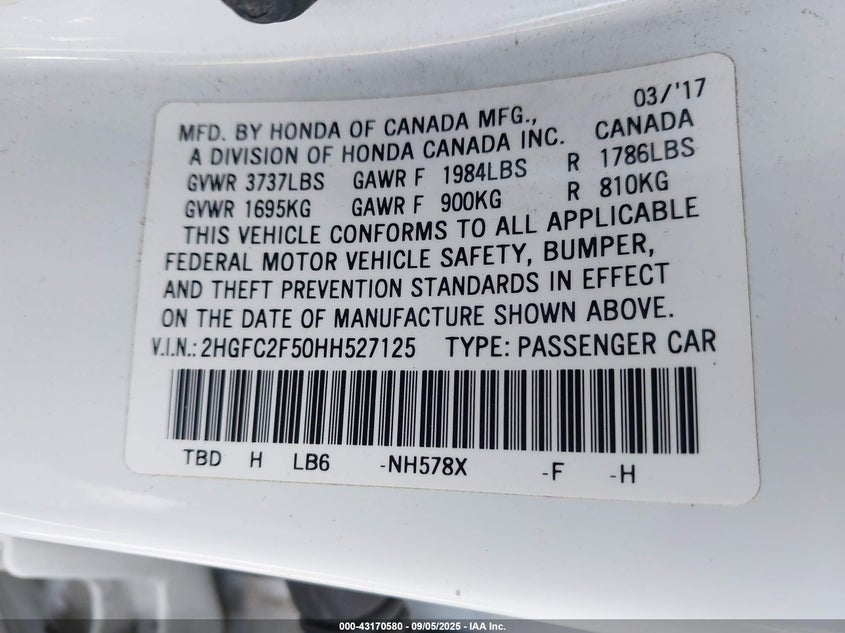 03/'17
MFD. BY HONDA OF CANADA MFG., CANADA
A DIVISION OF HONDA CANADA INC.
GVWR 3737LBS GAWR F 1984LBS R 1786LBS
GVWR 1695KG GAWR F 900KG R 810KG
THIS VEHICLE CONFORMS TO ALL APPLICABLE
FEDERAL MOTOR VEHICLE SAFETY, BUMPER,
AND THEFT PREVENTION STANDARDS IN EFFECT
ON THE DATE OF MANUFACTURE SHOWN ABOVE.
V.I.N.: 2HGFC2F50HH527125 TYPE: PASSENGER CAR
TBD H LB6 -NH578X -F -H
000-43170580 - 09/05/2025 - IAA Inc.